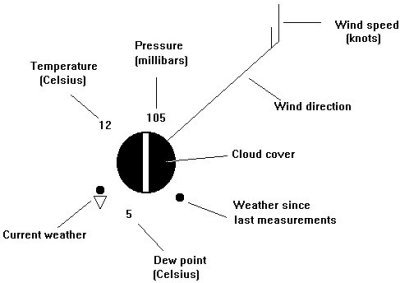 Wind speed
(knots)
Pressure
(millibars)
Temperature
(Celsius)
Wind direction
105
12
Cloud cover
Weather since
last measurements
5
Current weather
Dew point
(Celsius)